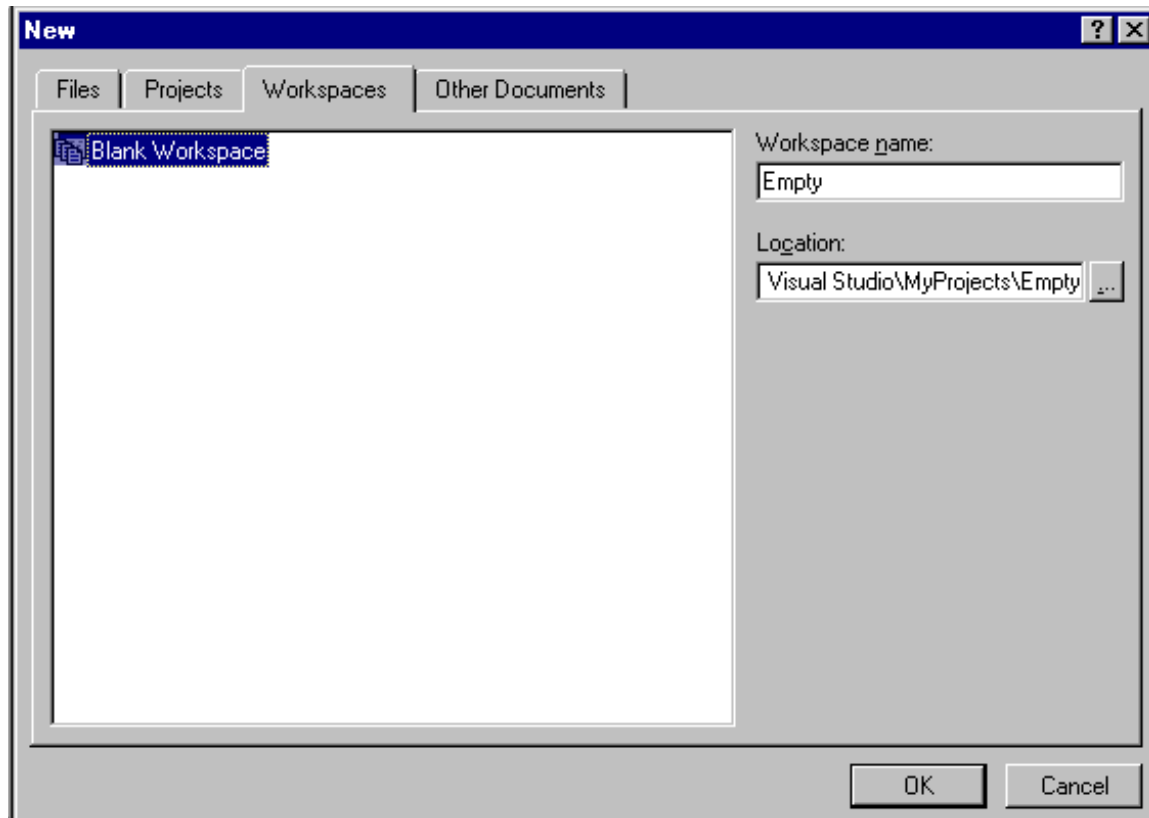 New
Files Projects Workspaces Other Documents
Blank Workspace
Workspace name:
Empty
Location:
Visual Studio\MyProjects\Empty ...
OK Cancel